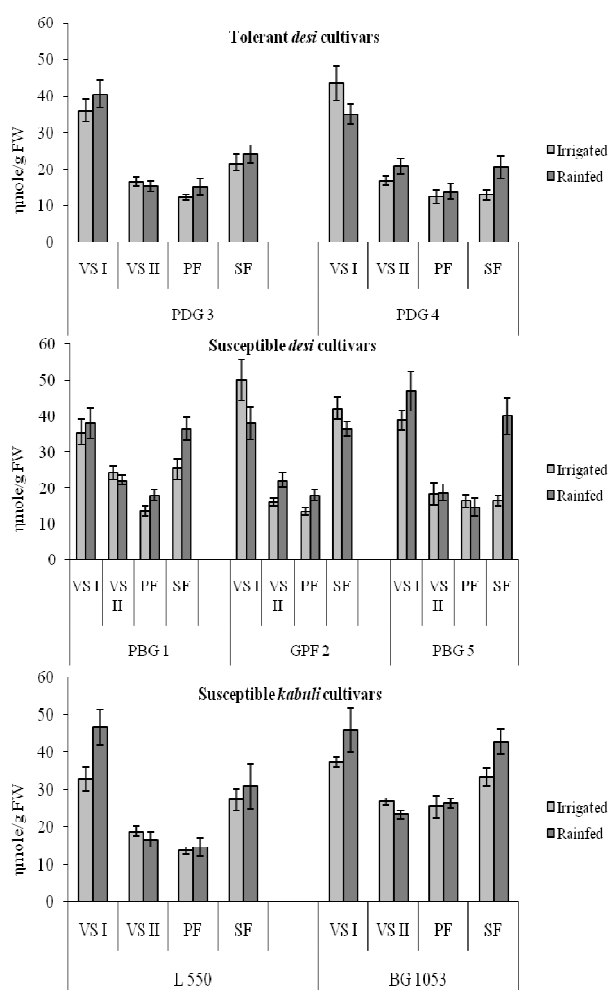 Tolerant desi cultivars
60
50
40
30
20
10
0
ηmole/g FW
VS I VS II PF SF VS I VS II PF SF
PDG 3 PDG 4
Irrigated
Rainfed
Susceptible desi cultivars
60
50
40
30
20
10
0
ηmole/g FW
VS I VS II PF SF VS I VS II PF SF VS I VS II PF SF
PBG 1 GPF 2 PBG 5
Irrigated
Rainfed
Susceptible kabuli cultivars
60
50
40
30
20
10
0
ηmole/g FW
VS I VS II PF SF VS I VS II PF SF
L 550 BG 1053
Irrigated
Rainfed